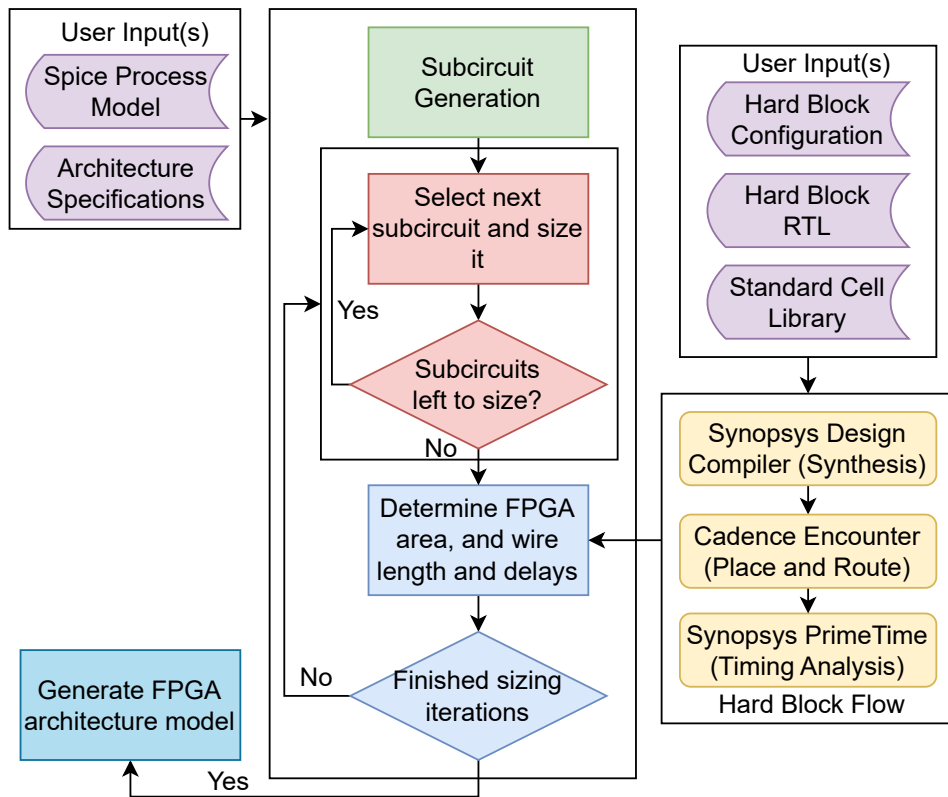 User Input(s)
Spice Process
Model
Architecture
Specifications
Subcircuit
Generation
Select next
subcircuit and size
it
Yes
Subcircuits
left to size?
No
Determine FPGA
area, and wire
length and delays
No
Finished sizing
iterations
Yes
Generate FPGA
architecture model
User Input(s)
Hard Block
Configuration
Hard Block
RTL
Standard Cell
Library
Synopsys Design
Compiler (Synthesis)
Cadence Encounter
(Place and Route)
Synopsys PrimeTime
(Timing Analysis)
Hard Block Flow